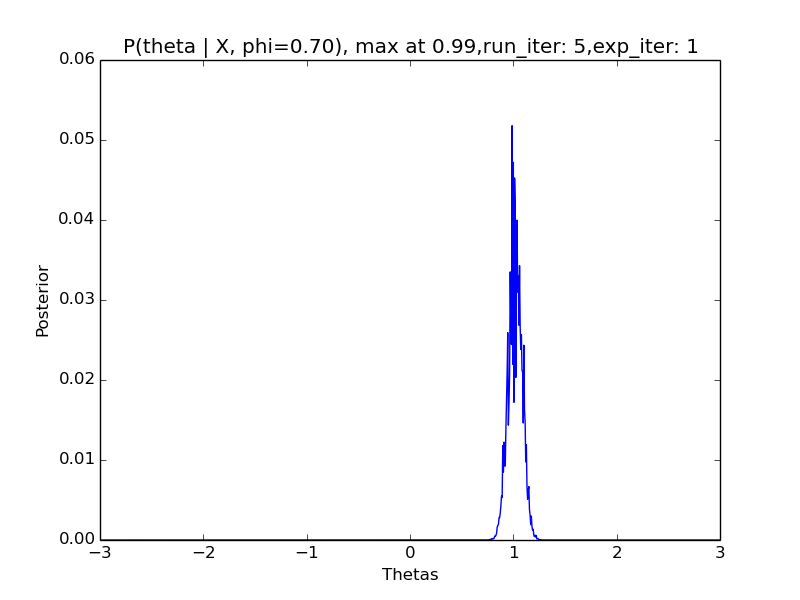 P(theta | X, phi=0.70), max at 0.99,run_iter: 5,exp_iter: 1
0.06
0.05
0.04
0.03
0.02
0.01
0.00
Posterior
−3 −2 −1 0 1 2 3
Thetas